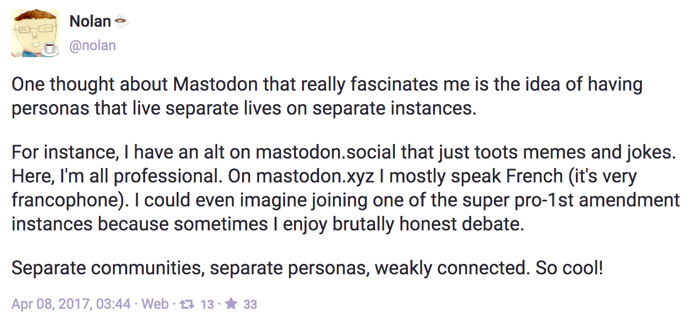 Nolan
@nolan
One thought about Mastodon that really fascinates me is the idea of having
personas that live separate lives on separate instances.
For instance, I have an alt on mastodon.social that just toots memes and jokes.
Here, I'm all professional. On mastodon.xyz I mostly speak French (it's very
francophone). I could even imagine joining one of the super pro-1st amendment
instances because sometimes I enjoy brutally honest debate.
Separate communities, separate personas, weakly connected. So cool!
Apr 08, 2017, 03:44 · Web · 13 · 33